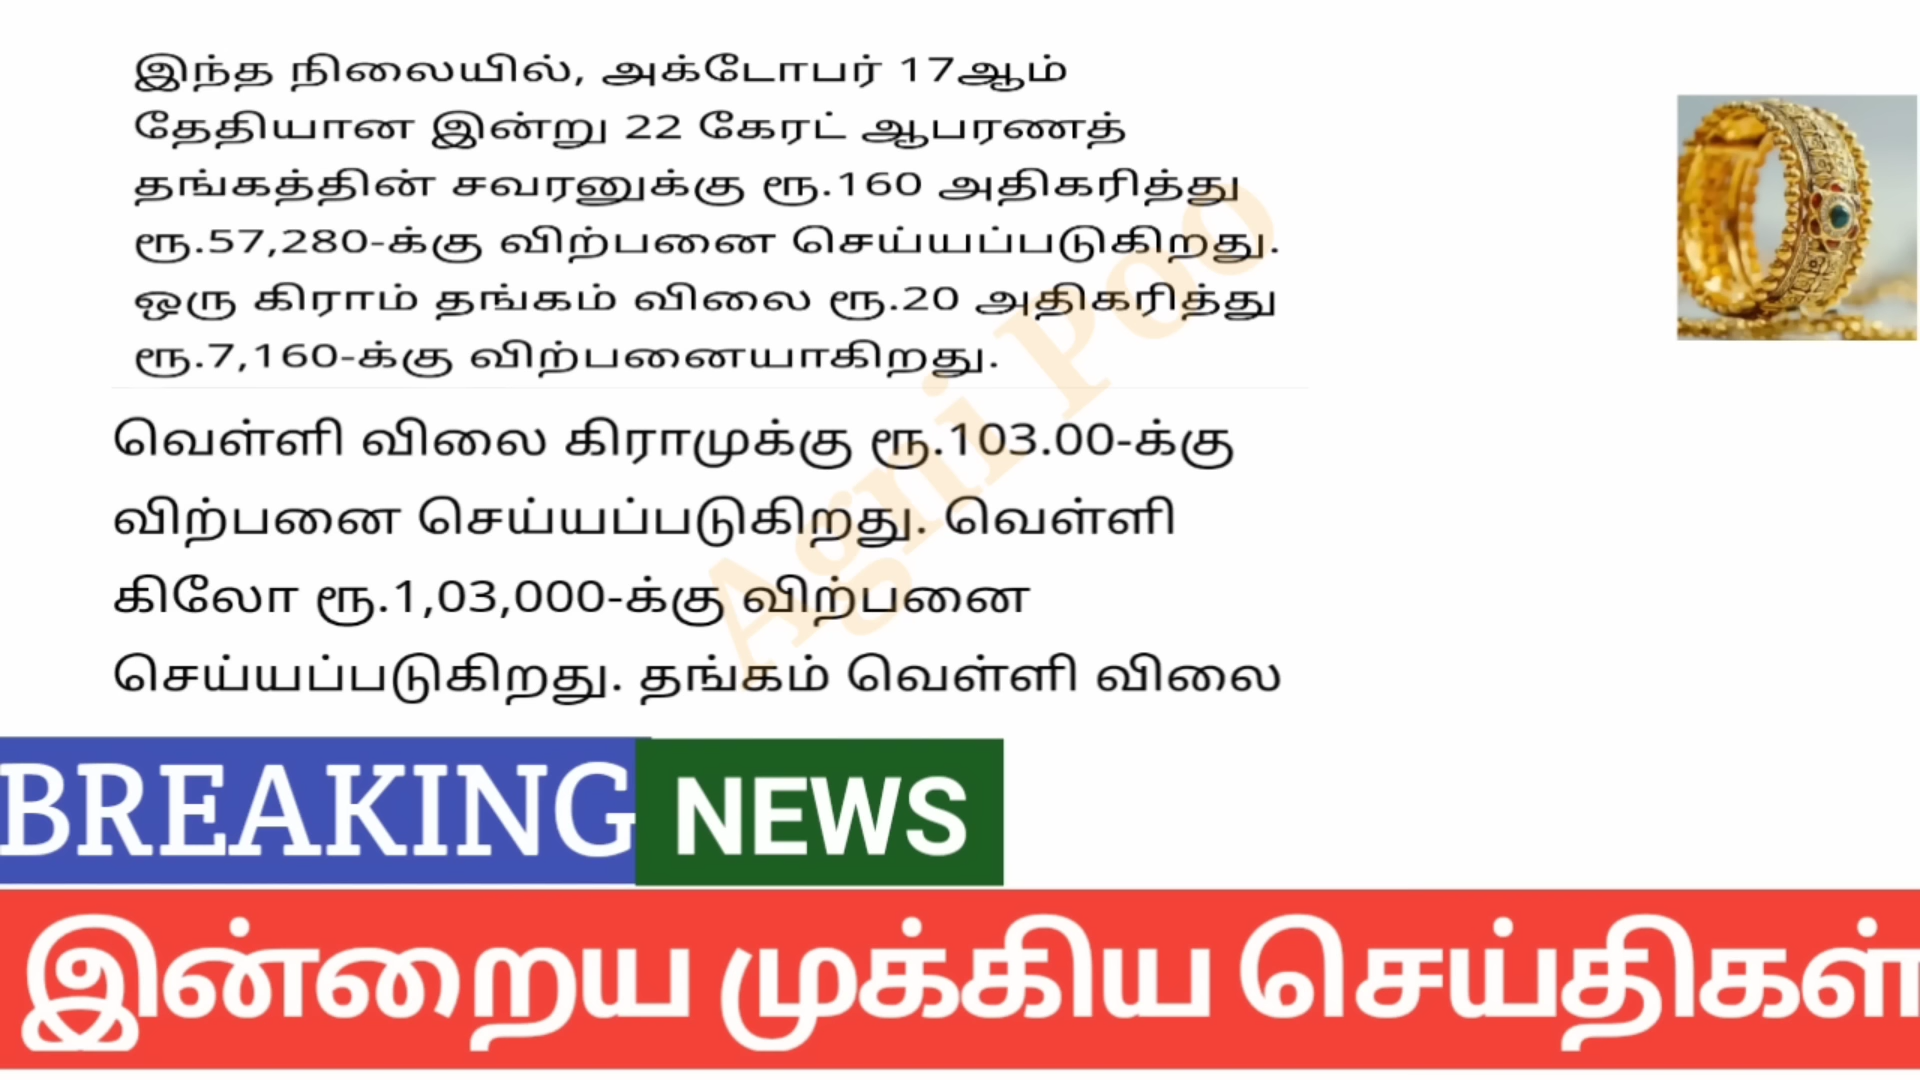 இந்த நிலையில், அக்டோபர் 17ஆம்
தேதியான இன்று 22 கேரட் ஆபரணத்
தங்கத்தின் சவரனுக்கு ரூ.160 அதிகரித்து
ரூ.57,280-க்கு விற்பனை செய்யப்படுகிறது.
ஒரு கிராம் தங்கம் விலை ரூ.20 அதிகரித்து
ரூ.7,160-க்கு விற்பனையாகிறது.
வெள்ளி விலை கிராமுக்கு ரூ.103.00-க்கு
விற்பனை செய்யப்படுகிறது. வெள்ளி
கிலோ ரூ.1,03,000-க்கு விற்பனை
செய்யப்படுகிறது. தங்கம் வெள்ளி விலை
Agni Poo
BREAKING NEWS
இன்றைய முக்கிய செய்திகள்